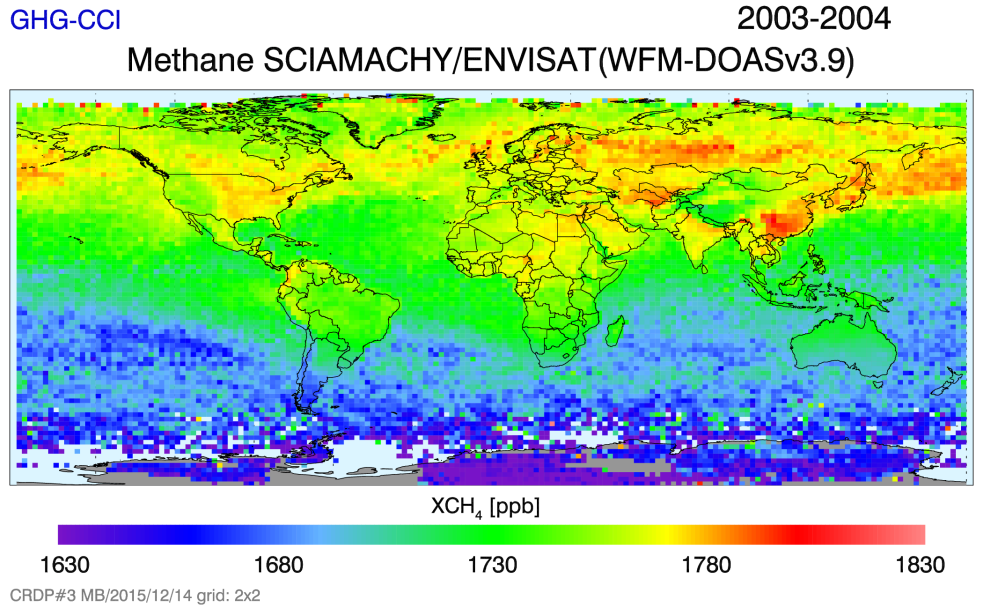 GHG-CCI 2003-2004
Methane SCIAMACHY/ENVISAT(WFM-DOASv3.9)
XCH₄ [ppb]
1630 1680 1730 1780 1830
CRDP#3 MB/2015/12/14 grid: 2x2